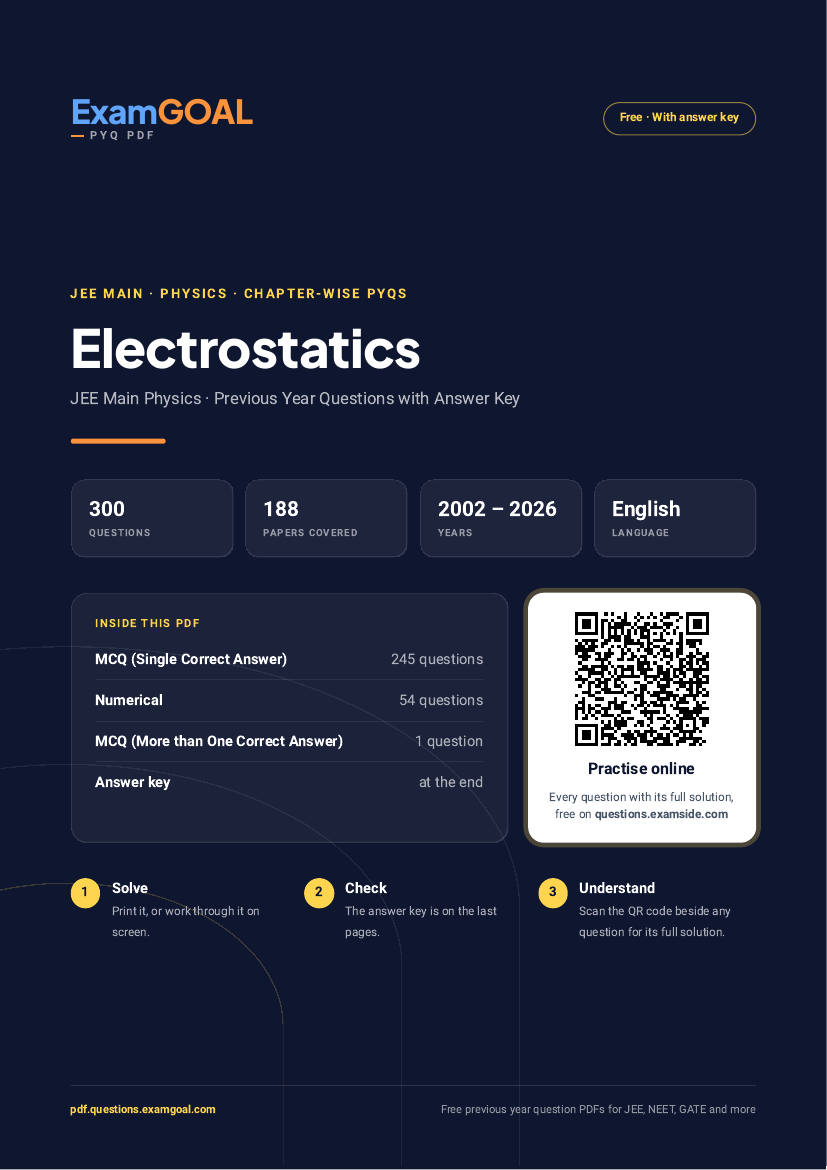 ExamGOAL
PYQ PDF
Free · With answer key
JEE MAIN · PHYSICS · CHAPTER-WISE PYQS
Electrostatics
JEE Main Physics · Previous Year Questions with Answer Key
300
QUESTIONS
188
PAPERS COVERED
2002 – 2026
YEARS
English
LANGUAGE
INSIDE THIS PDF
MCQ (Single Correct Answer) 245 questions
Numerical 54 questions
MCQ (More than One Correct Answer) 1 question
Answer key at the end
Practise online
Every question with its full solution,
free on questions.examside.com
1 Solve
Print it, or work through it on
screen.
2 Check
The answer key is on the last
pages.
3 Understand
Scan the QR code beside any
question for its full solution.
pdf.questions.examgoal.com
Free previous year question PDFs for JEE, NEET, GATE and more